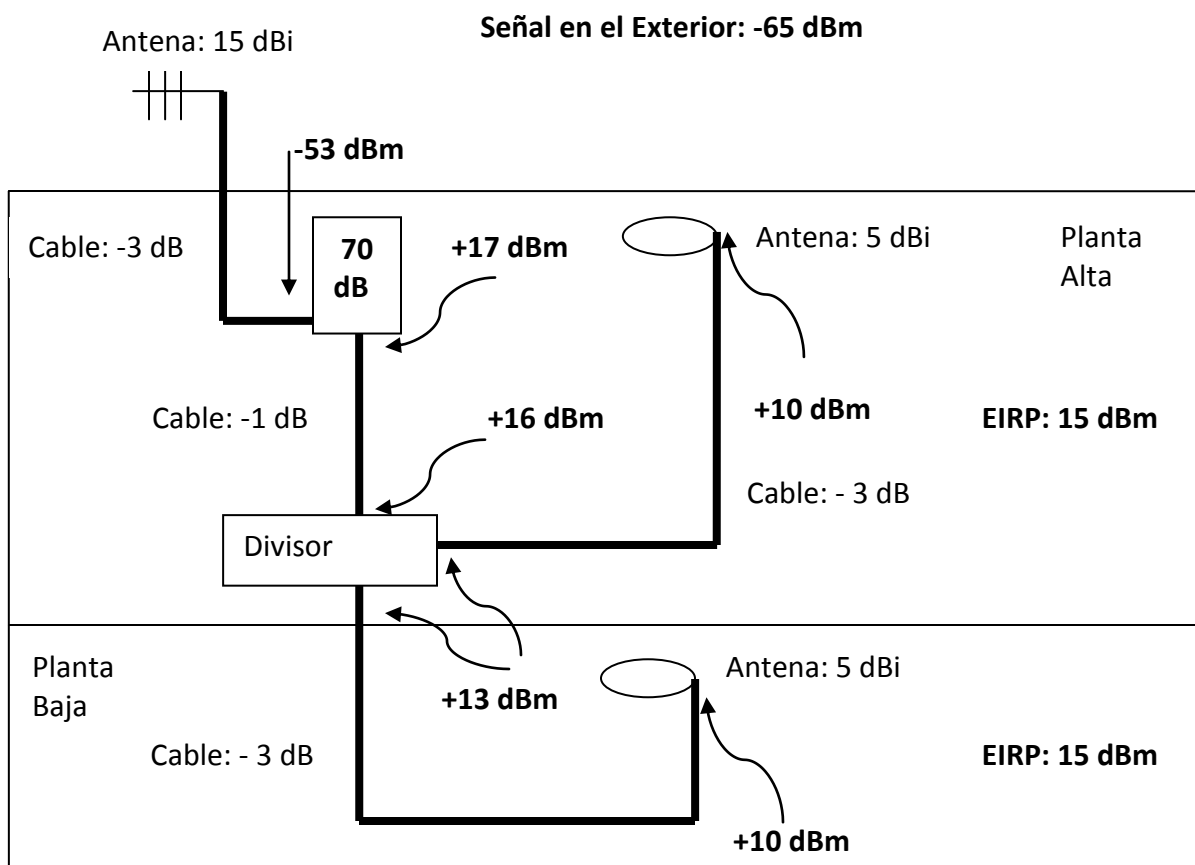 Señal en el Exterior: -65 dBm
Antena: 15 dBi
-53 dBm
Cable: -3 dB
70
dB
+17 dBm
Antena: 5 dBi
Planta
Alta
Cable: -1 dB
+16 dBm
+10 dBm
EIRP: 15 dBm
Cable: - 3 dB
Divisor
Planta
Baja
+13 dBm
Antena: 5 dBi
Cable: - 3 dB
EIRP: 15 dBm
+10 dBm